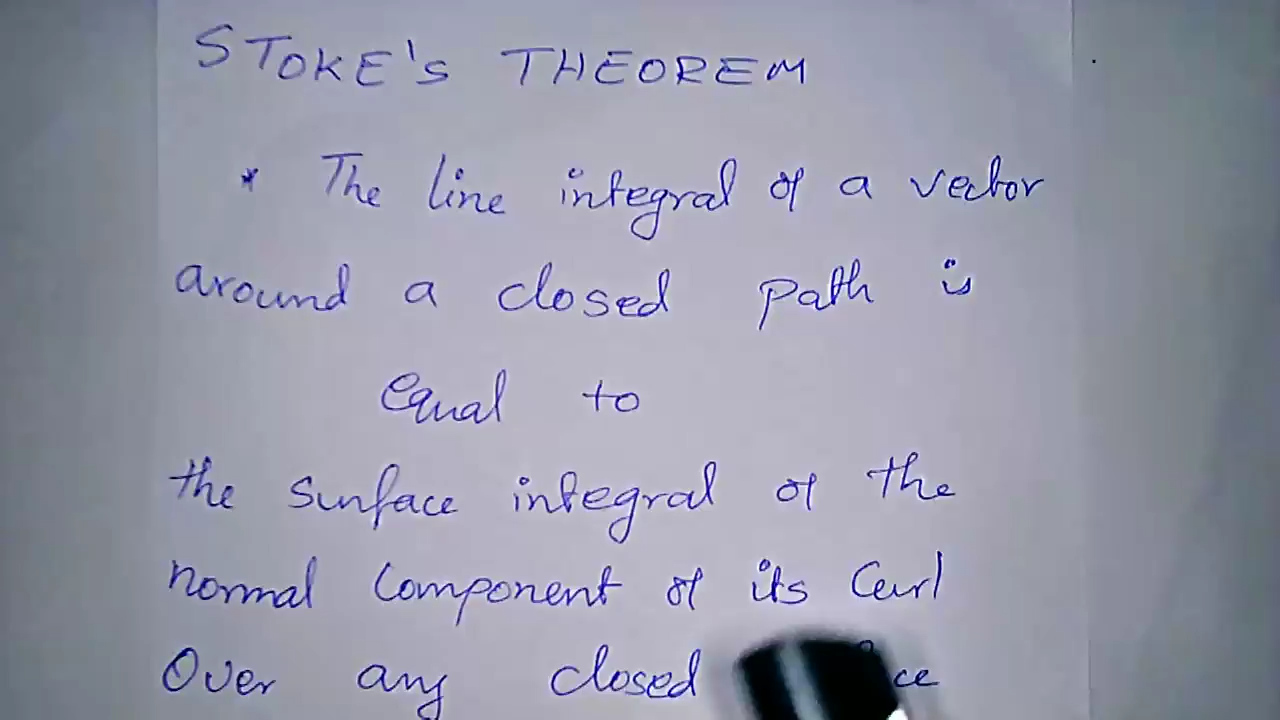 STOKE'S THEOREM
* The line integral of a vector
around a closed path is
equal to
the surface integral of the
normal component of its Curl
Over any closed